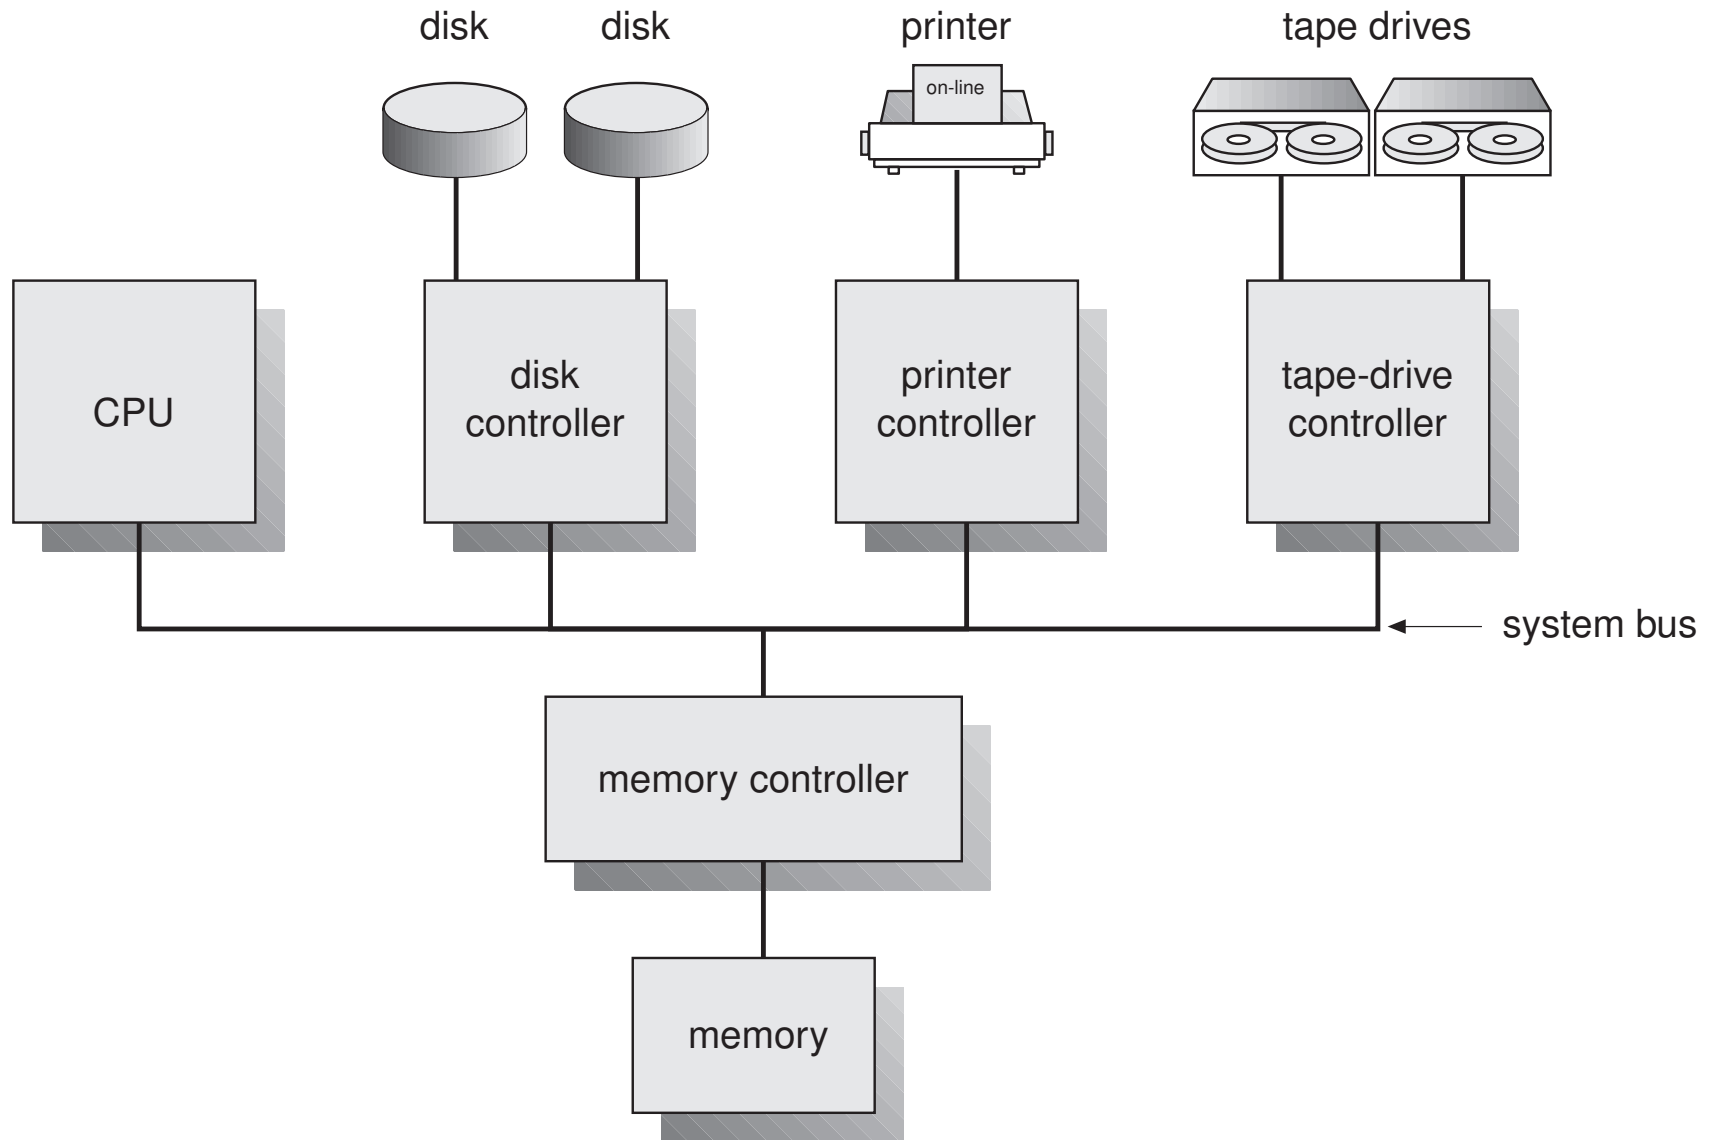 disk
disk
printer
tape drives
on-line
CPU
disk
controller
printer
controller
tape-drive
controller
system bus
memory controller
memory